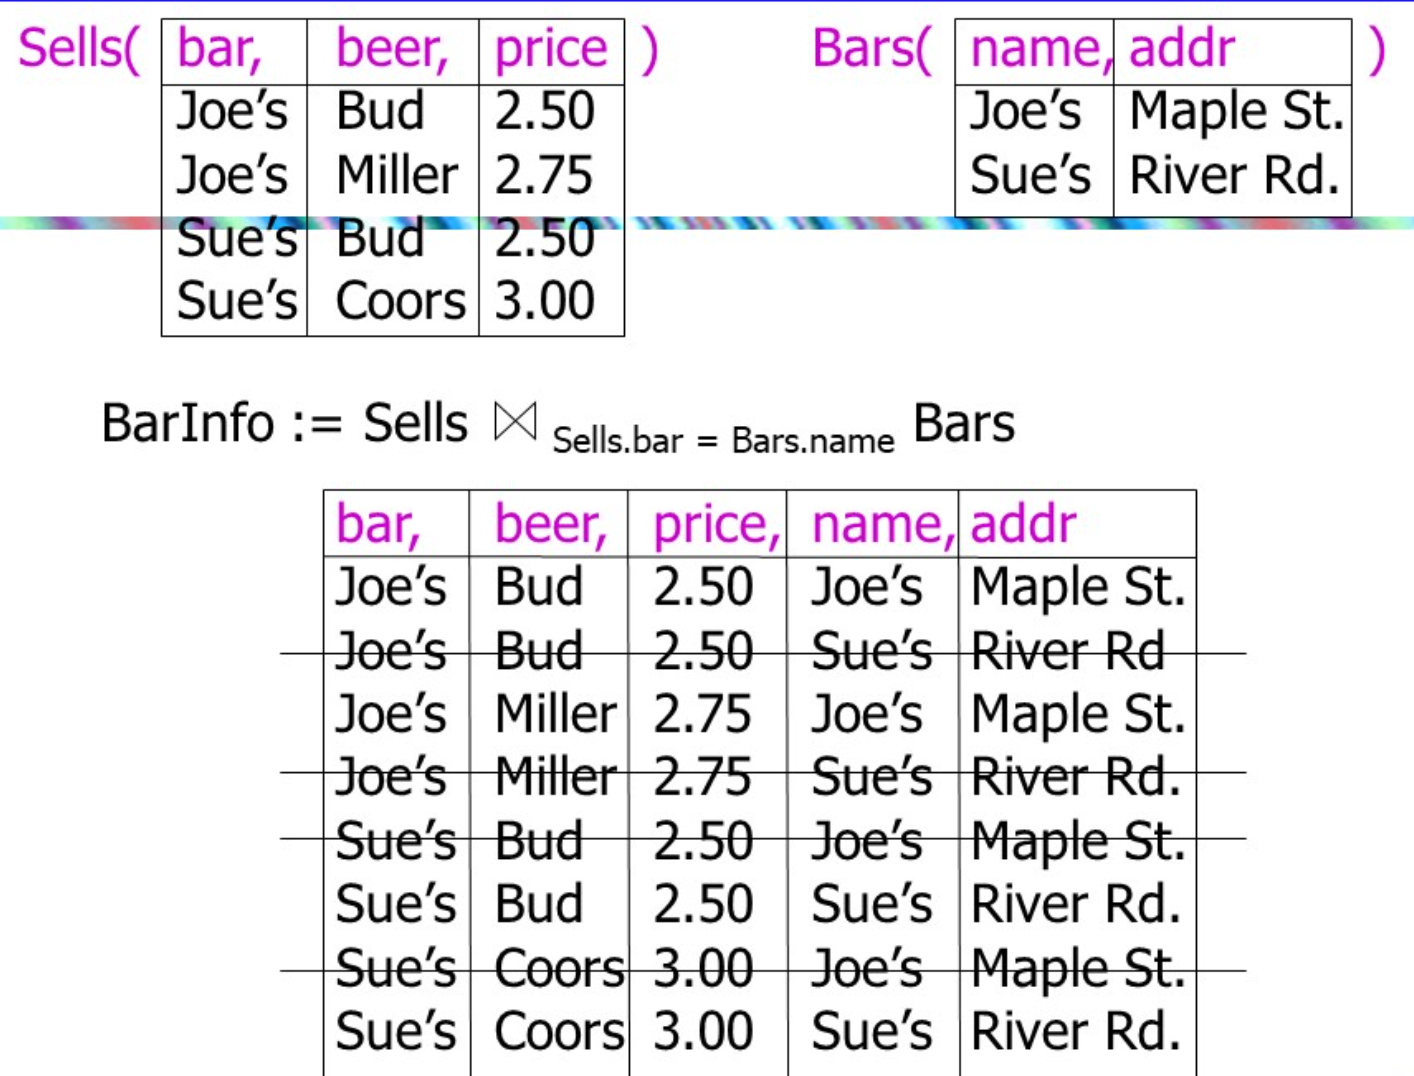 Sells( bar, beer, price )
Joe’s Bud 2.50
Joe’s Miller 2.75
Sue’s Bud 2.50
Sue’s Coors 3.00
Bars( name, addr )
Joe’s Maple St.
Sue’s River Rd.
BarInfo := Sells ⋈ Sells.bar = Bars.name Bars
bar, beer, price, name, addr
Joe’s Bud 2.50 Joe’s Maple St.
Joe’s Bud 2.50 Sue’s River Rd
Joe’s Miller 2.75 Joe’s Maple St.
Joe’s Miller 2.75 Sue’s River Rd.
Sue’s Bud 2.50 Joe’s Maple St.
Sue’s Bud 2.50 Sue’s River Rd.
Sue’s Coors 3.00 Joe’s Maple St.
Sue’s Coors 3.00 Sue’s River Rd.